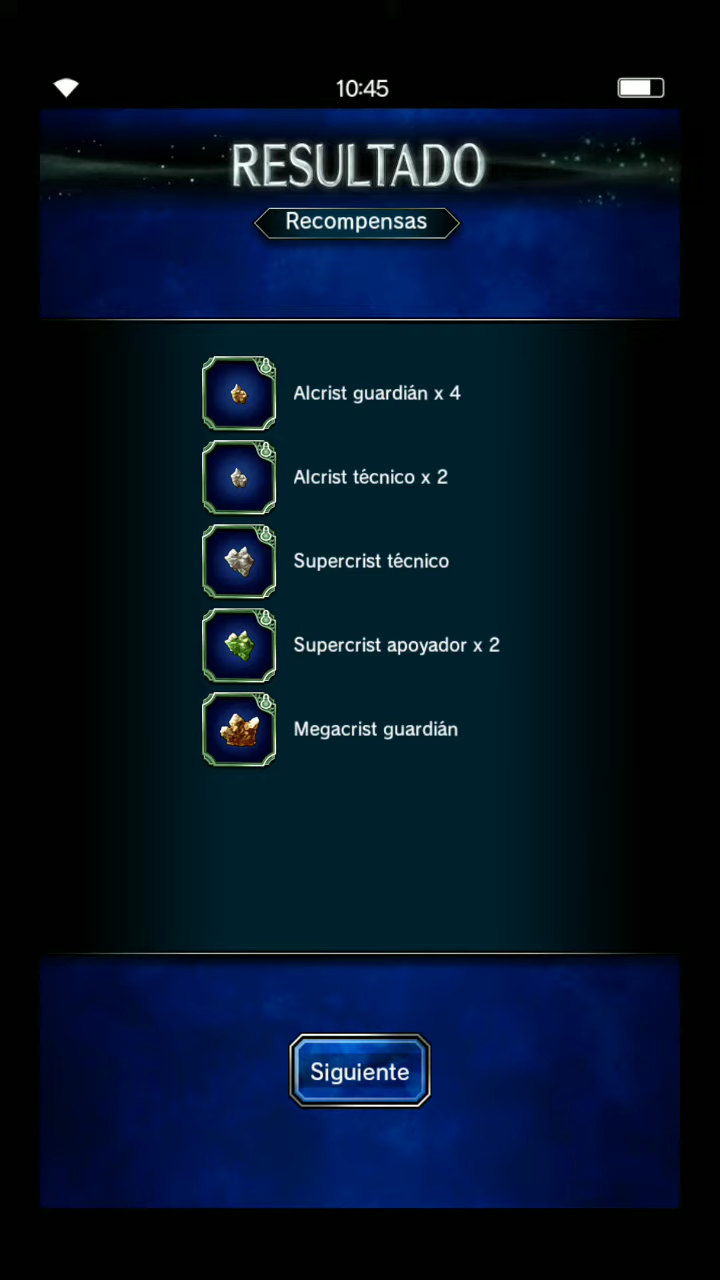 10:45
RESULTADO
Recompensas
Alcrist guardián x 4
Alcrist técnico x 2
Supercrist técnico
Supercrist apoyador x 2
Megacrist guardián
Siguiente